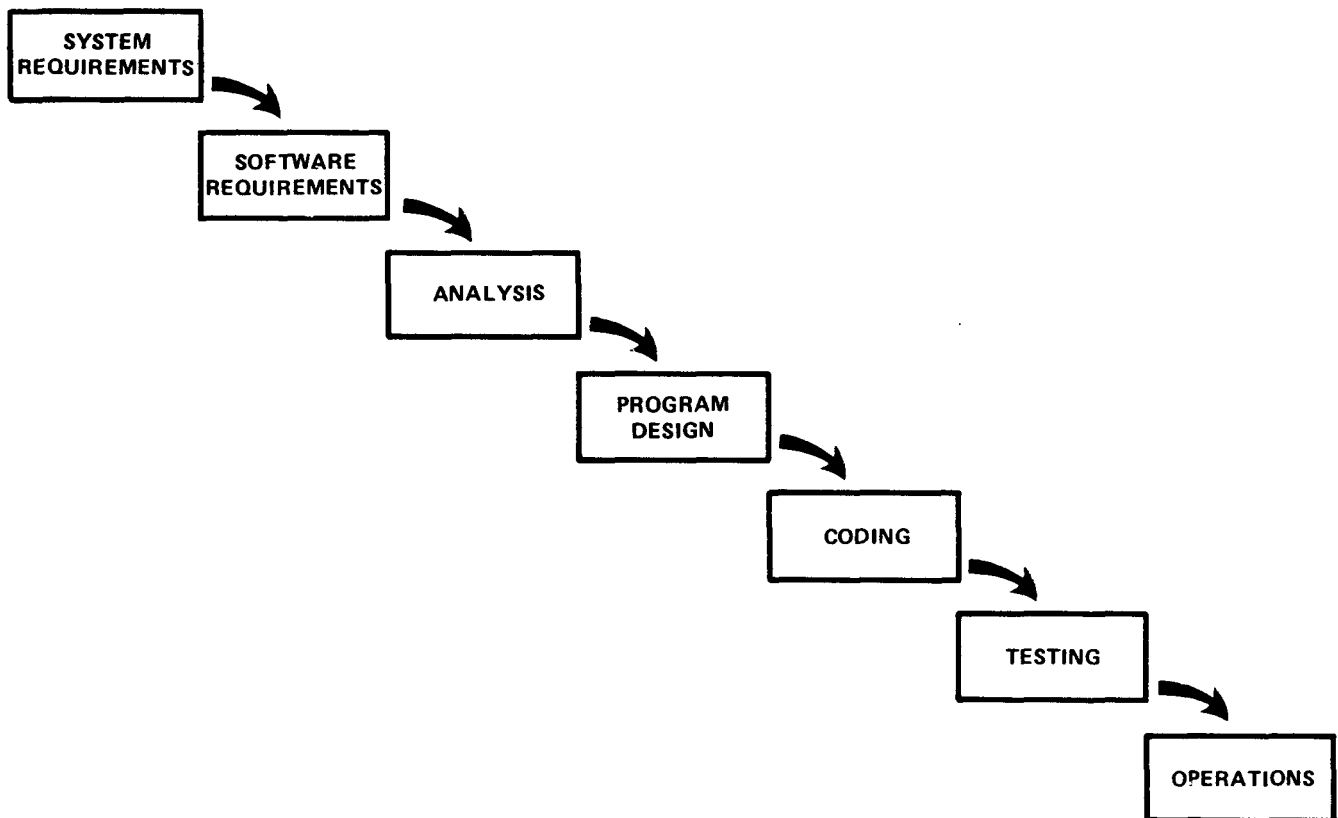 SYSTEM
REQUIREMENTS
SOFTWARE
REQUIREMENTS
ANALYSIS
PROGRAM
DESIGN
CODING
TESTING
OPERATIONS